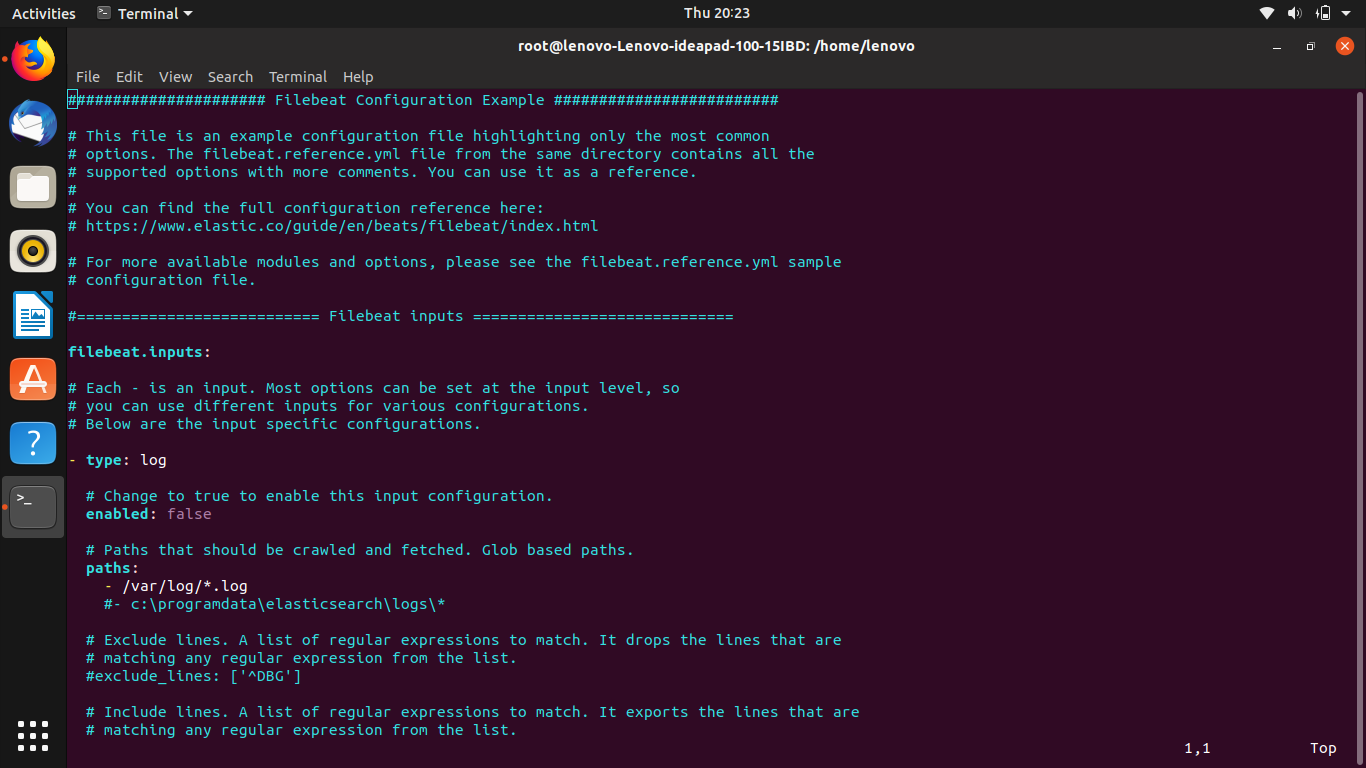 Activities
Terminal
Thu 20:23
root@lenovo-Lenovo-ideapad-100-15IBD: /home/lenovo
File Edit View Search Terminal Help
###################### Filebeat Configuration Example #########################
# This file is an example configuration file highlighting only the most common
# options. The filebeat.reference.yml file from the same directory contains all the
# supported options with more comments. You can use it as a reference.
#
# You can find the full configuration reference here:
# https://www.elastic.co/guide/en/beats/filebeat/index.html
# For more available modules and options, please see the filebeat.reference.yml sample
# configuration file.
#=========================== Filebeat inputs =============================
filebeat.inputs:
# Each - is an input. Most options can be set at the input level, so
# you can use different inputs for various configurations.
# Below are the input specific configurations.
- type: log
# Change to true to enable this input configuration.
enabled: false
# Paths that should be crawled and fetched. Glob based paths.
paths:
- /var/log/*.log
#- c:\programdata\elasticsearch\logs\*
# Exclude lines. A list of regular expressions to match. It drops the lines that are
# matching any regular expression from the list.
#exclude_lines: ['^DBG']
# Include lines. A list of regular expressions to match. It exports the lines that are
# matching any regular expression from the list.
1,1 Top